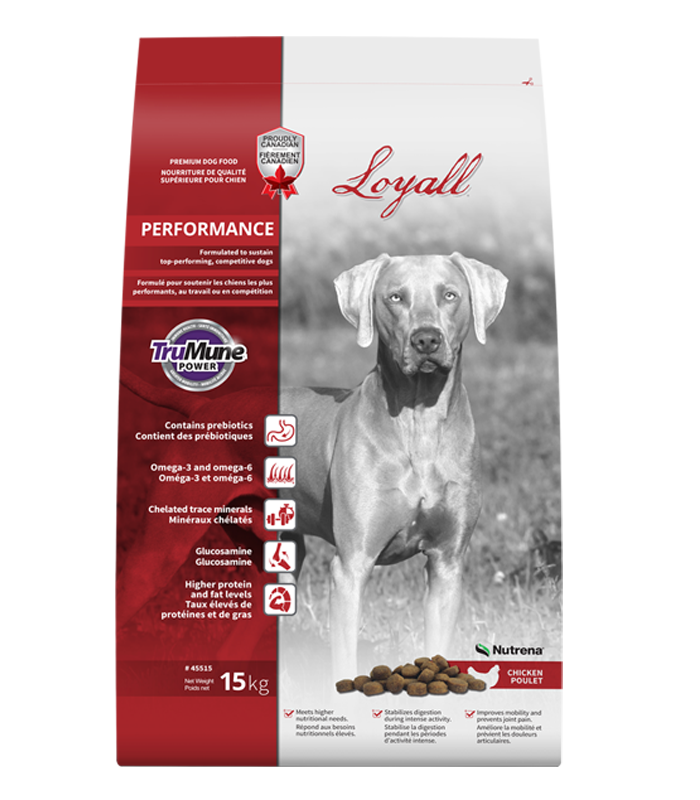 PROUDLY
CANADIAN
FIÈREMENT
CANADIEN
PREMIUM DOG FOOD
NOURRITURE DE QUALITÉ
SUPÉRIEURE POUR CHIEN
Loyall
PERFORMANCE
Formulated to sustain
top-performing, competitive dogs
Formulé pour soutenir les chiens les plus
performants, au travail ou en compétition
TruMune
POWER
Contains prebiotics
Contient des prébiotiques
Omega-3 and omega-6
Oméga-3 et oméga-6
Chelated trace minerals
Minéraux chélatés
Glucosamine
Glucosamine
Higher protein
and fat levels
Taux élevés de
protéines et de gras
# 45515
Net Weight
Poids net
15kg
Nutrena
CHICKEN
POULET
Meets higher
nutritional needs.
Répond aux besoins
nutritionnels élevés.
Stabilizes digestion
during intense activity.
Stabilise la digestion
pendant les périodes
d'activité intense.
Improves mobility and
prevents joint pain.
Améliore la mobilité et
prévient les douleurs
articulaires.